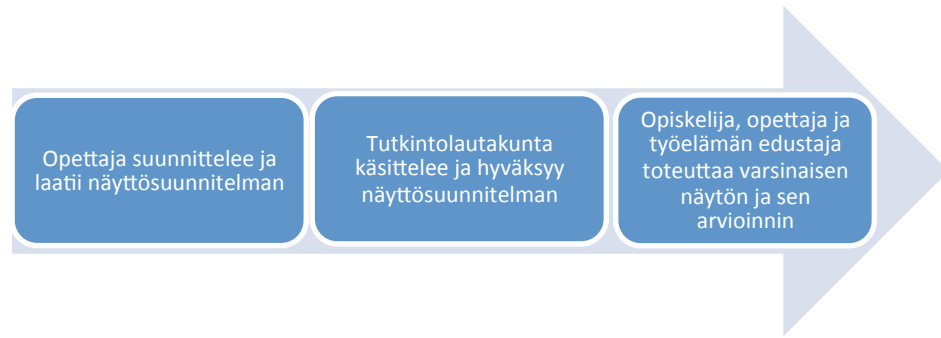 Opettaja suunnittelee ja
laatii näyttösuunnitelman
Tutkintolautakunta
käsittelee ja hyväksyy
näyttösuunnitelman
Opiskelija, opettaja ja
työelämän edustaja
toteuttaa varsinaisen
näytön ja sen
arvioinnin